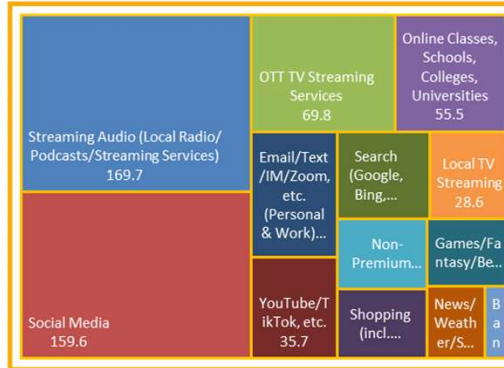 Streaming Audio (Local Radio/
Podcasts/Streaming Services)
169.7
Social Media
159.6
OTT TV Streaming
Services
69.8
Online Classes,
Schools,
Colleges,
Universities
55.5
Email/Text
/IM/Zoom,
etc.
(Personal
& Work)...
Search
(Google,
Bing,...
Local TV
Streaming
28.6
Non-
Premium...
Games/Fa
ntasy/Be...
YouTube/T
ikTok, etc.
35.7
Shopping
(incl....
News/
Weath
er/S...
B
a
n